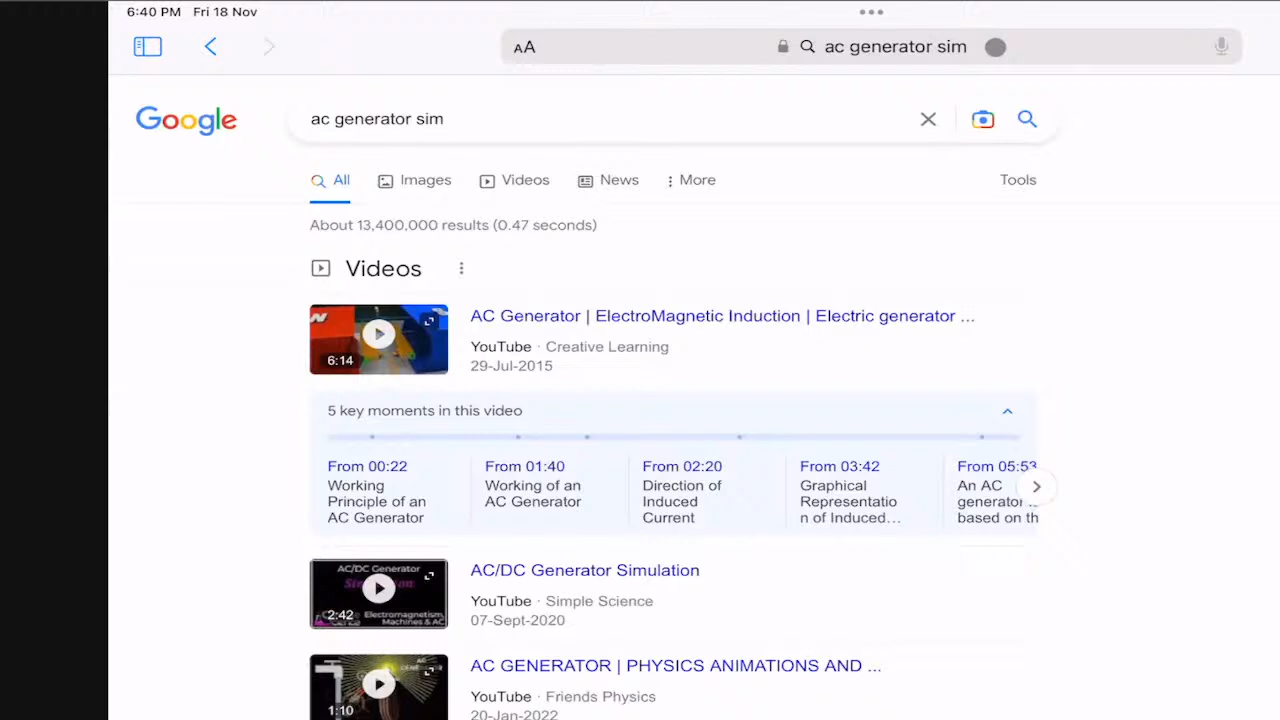 6:40 PM Fri 18 Nov
AA ac generator sim
Google ac generator sim
All Images Videos News More Tools
About 13,400,000 results (0.47 seconds)
Videos
AC Generator | ElectroMagnetic Induction | Electric generator ...
YouTube · Creative Learning
29-Jul-2015
6:14
5 key moments in this video
From 00:22
Working
Principle of an
AC Generator
From 01:40
Working of an
AC Generator
From 02:20
Direction of
Induced
Current
From 03:42
Graphical
Representatio
n of Induced...
From 05:53
An AC
generator
based on th
AC/DC Generator
Simulation
2:42
Electromagnetism
Machines & AC
AC/DC Generator Simulation
YouTube · Simple Science
07-Sept-2020
1:10
AC GENERATOR | PHYSICS ANIMATIONS AND ...
YouTube · Friends Physics
20-Jan-2022